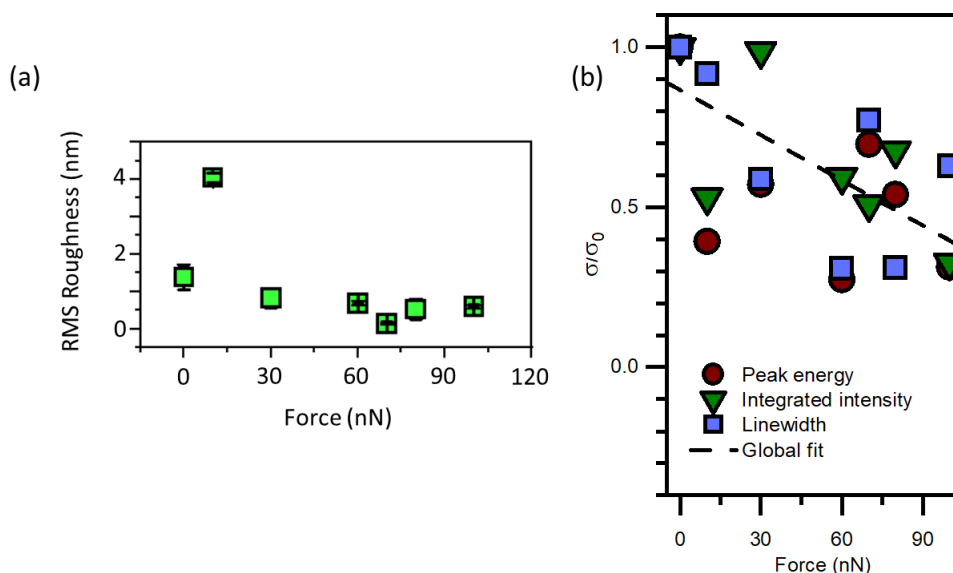 (a)
RMS Roughness (nm)
4
2
0
0 30 60 90 120
Force (nN)
(b)
σ/σ0
1.0
0.5
0.0
Peak energy
Integrated intensity
Linewidth
Global fit
0 30 60 90
Force (nN)